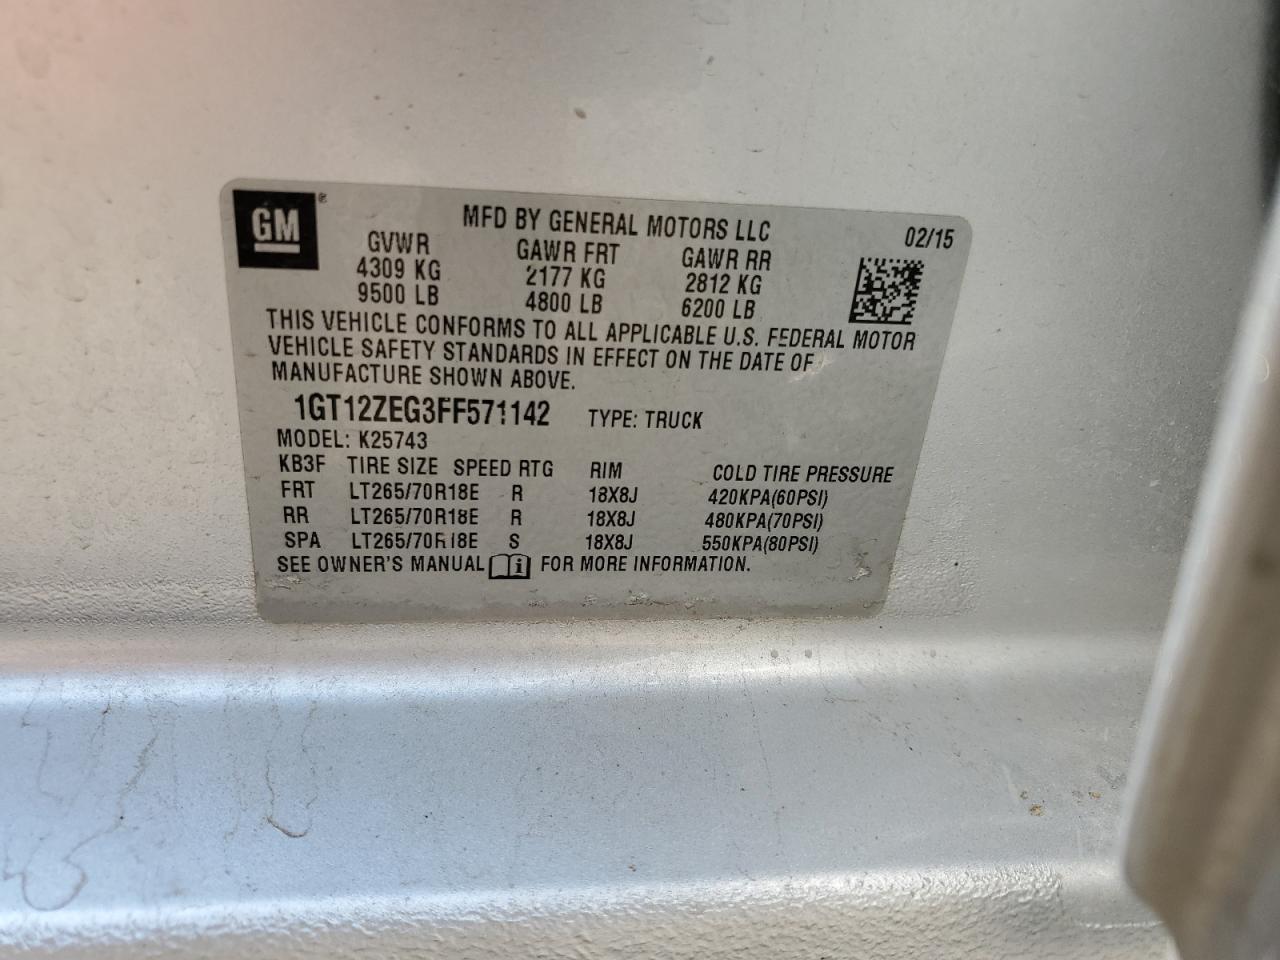 GM®
MFD BY GENERAL MOTORS LLC 02/15
GVWR GAWR FRT GAWR RR
4309 KG 2177 KG 2812 KG
9500 LB 4800 LB 6200 LB
THIS VEHICLE CONFORMS TO ALL APPLICABLE U.S. FEDERAL MOTOR
VEHICLE SAFETY STANDARDS IN EFFECT ON THE DATE OF
MANUFACTURE SHOWN ABOVE.
1GT12ZEG3FF571142 TYPE: TRUCK
MODEL: K25743
KB3F TIRE SIZE SPEED RTG RIM COLD TIRE PRESSURE
FRT LT265/70R18E R 18X8J 420KPA(60PSI)
RR LT265/70R18E R 18X8J 480KPA(70PSI)
SPA LT265/70R18E S 18X8J 550KPA(80PSI)
SEE OWNER'S MANUAL i FOR MORE INFORMATION.